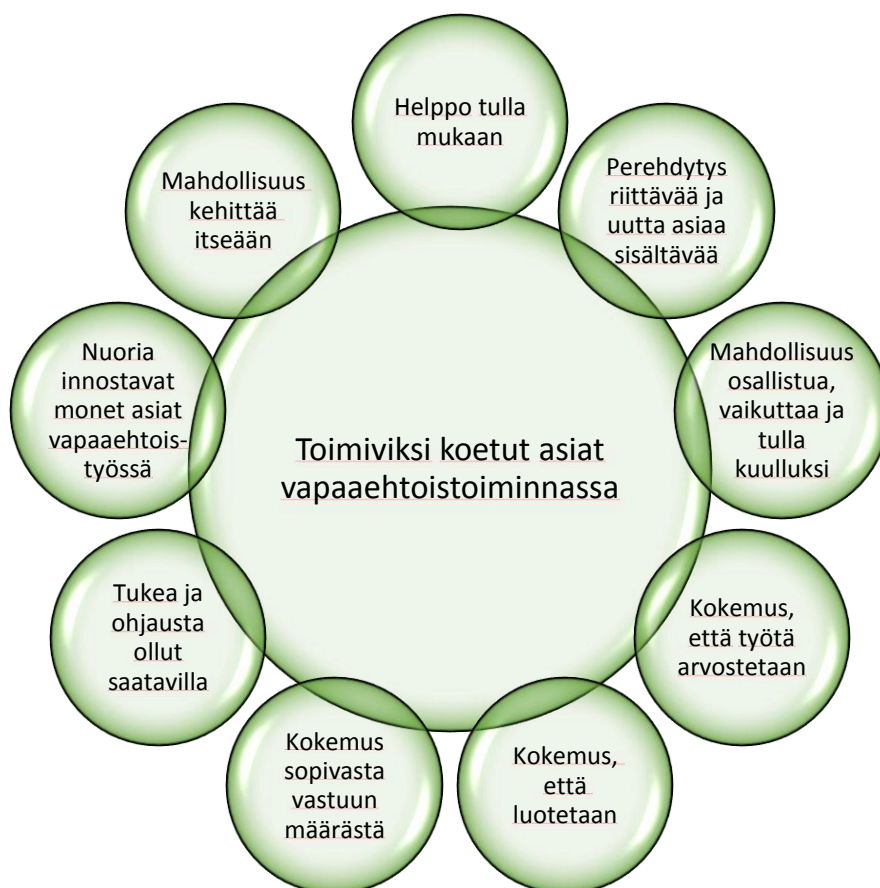 Helppo tulla
mukaan
Perehdytys
riittävää ja
uutta asiaa
sisältävää
Mahdollisuus
osallistua,
vaikuttaa ja
tulla
kuulluksi
Kokemus,
että työtä
arvostetaan
Kokemus,
että
luotetaan
Kokemus
sopivasta
vastuun
määrästä
Tukea ja
ohjausta
ollut
saatavilla
Nuoria
innostavat
monet asiat
vapaaehtois-
työssä
Mahdollisuus
kehittää
itseään
Toimiviksi koetut asiat
vapaaehtoistoiminnassa